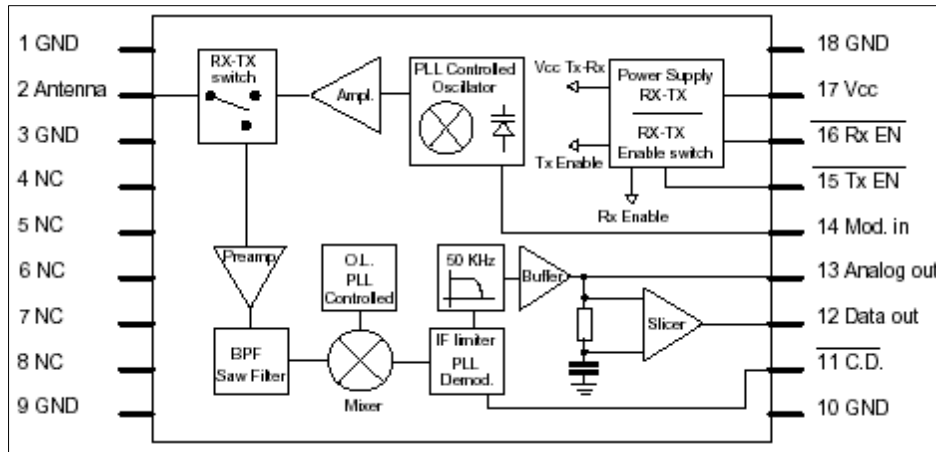 1 GND
2 Antenna
3 GND
4 NC
5 NC
6 NC
7 NC
8 NC
9 GND
RX-TX
switch
Ampl.
PLL Controlled
Oscillator
Vcc Tx-Rx
Tx Enable
Power Supply
RX-TX
RX-TX
Enable switch
Rx Enable
Preamp
O.L.
PLL
Controlled
50 KHz
Buffer
Slicer
BPF
Saw Filter
Mixer
IF limiter
PLL
Demod.
18 GND
17 Vcc
16 Rx EN
15 Tx EN
14 Mod. in
13 Analog out
12 Data out
11 C.D.
10 GND